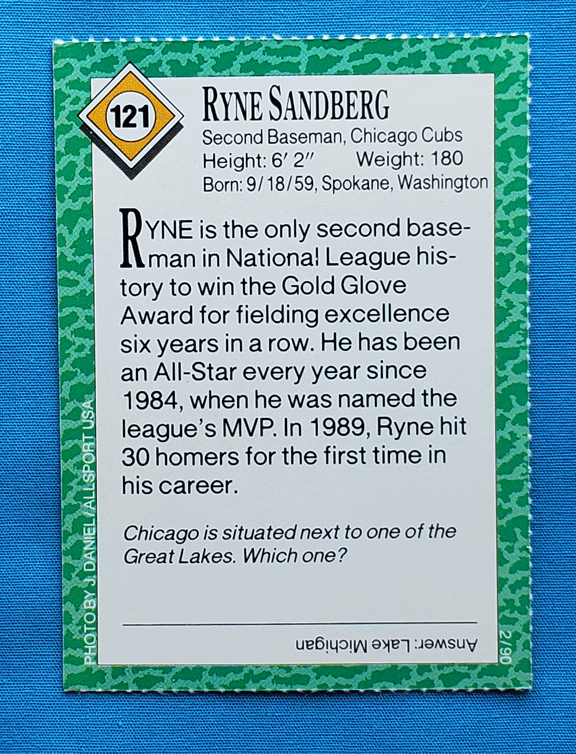 121
RYNE SANDBERG
Second Baseman, Chicago Cubs
Height: 6' 2" Weight: 180
Born: 9/18/59, Spokane, Washington
RYNE is the only second base-
man in National League his-
tory to win the Gold Glove
Award for fielding excellence
six years in a row. He has been
an All-Star every year since
1984, when he was named the
league's MVP. In 1989, Ryne hit
30 homers for the first time in
his career.
Chicago is situated next to one of the
Great Lakes. Which one?
Answer: Lake Michigan
PHOTO BY J. DANIEL/ALLSPORT USA
2/90